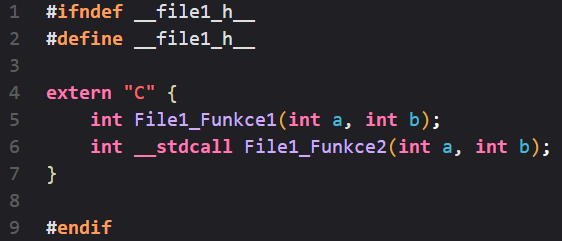 1 #ifndef __file1_h__
2 #define __file1_h__
3
4 extern "C" {
5     int File1_Funkce1(int a, int b);
6     int __stdcall File1_Funkce2(int a, int b);
7 }
8
9 #endif